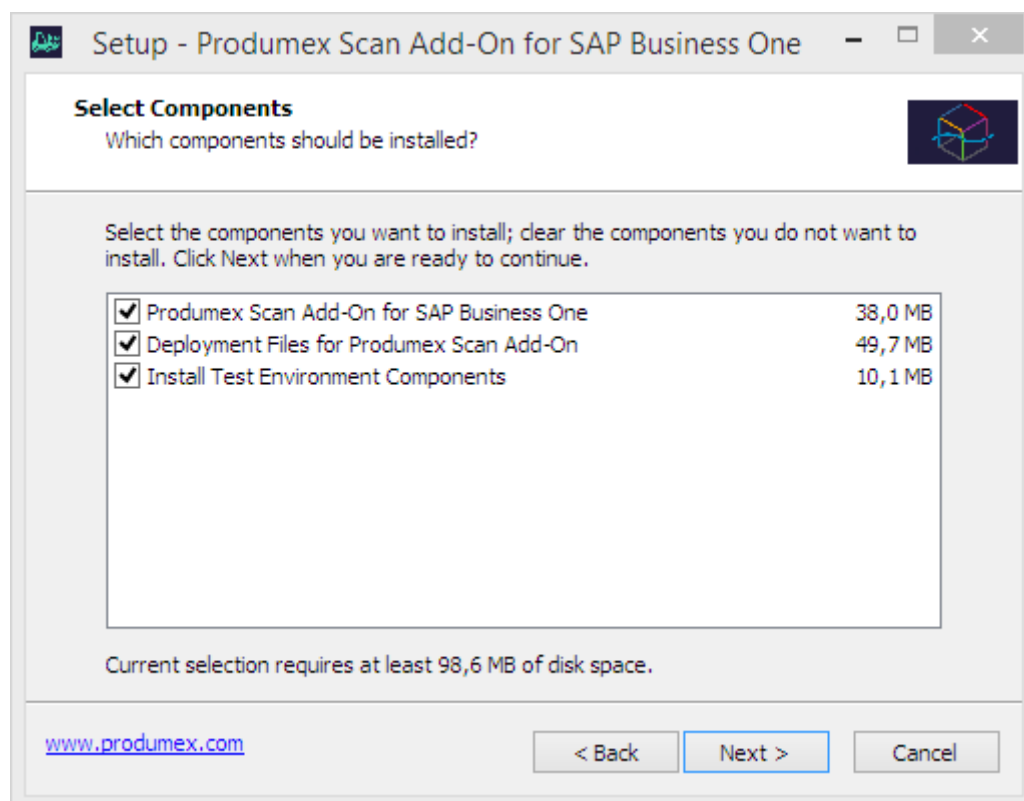 Setup - Produmex Scan Add-On for SAP Business One
Select Components
Which components should be installed?
Select the components you want to install; clear the components you do not want to
install. Click Next when you are ready to continue.
Produmex Scan Add-On for SAP Business One 38,0 MB
Deployment Files for Produmex Scan Add-On 49,7 MB
Install Test Environment Components 10,1 MB
Current selection requires at least 98,6 MB of disk space.
www.produmex.com < Back Next > Cancel